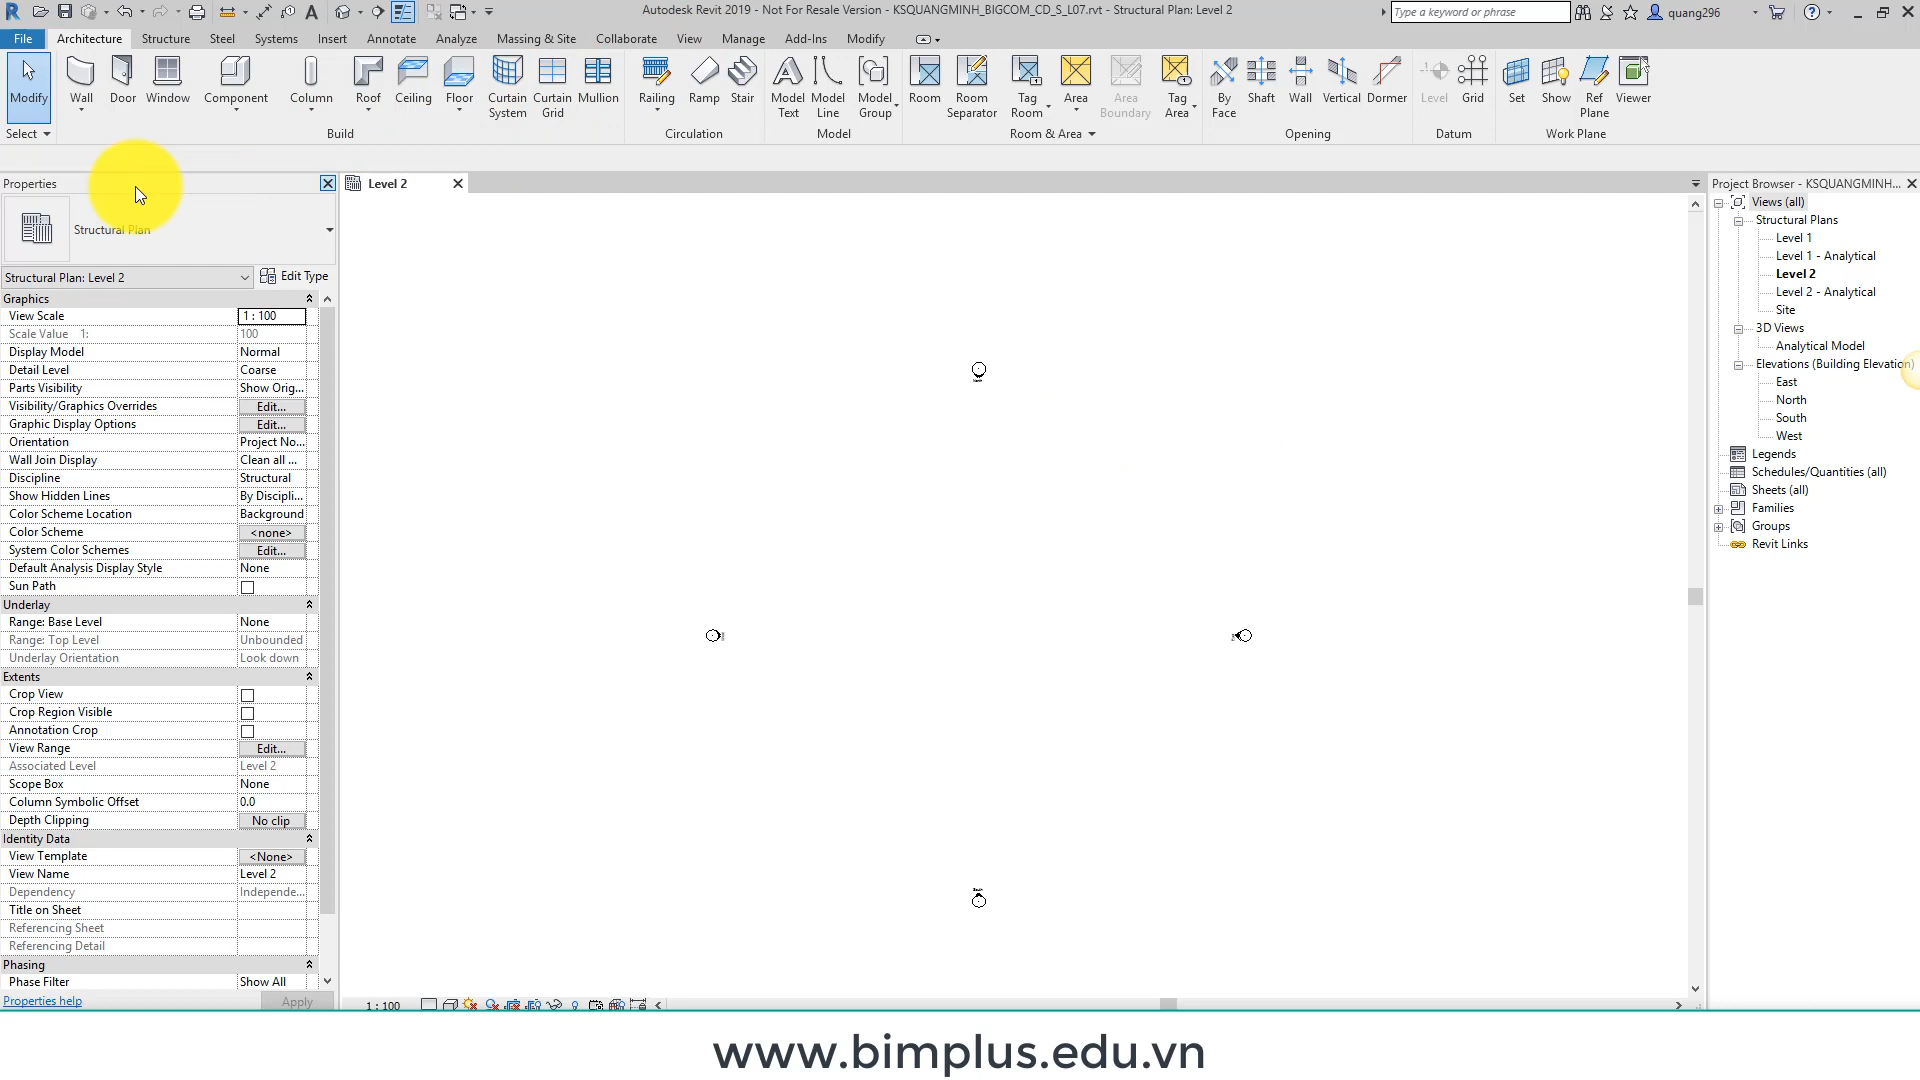 Autodesk Revit 2019 - Not For Resale Version - KSQUANGMINH_BIGCOM_CD_S_L07.rvt - Structural Plan: Level 2
Type a keyword or phrase
quang296
File Architecture Structure Steel Systems Insert Annotate Analyze Massing & Site Collaborate View Manage Add-Ins Modify
Modify Wall Door Window Component Column Roof Ceiling Floor Curtain System Curtain Grid Mullion Railing Ramp Stair Model Text Model Line Model Group Room Room Separator Tag Room Area Area Boundary Tag Area By Face Shaft Wall Vertical Dormer Level Grid Set Show Ref Plane Viewer
Select Build Circulation Model Room & Area Opening Datum Work Plane
Properties
Structural Plan
Structural Plan: Level 2 Edit Type
Graphics
View Scale 1 : 100
Scale Value 1: 100
Display Model Normal
Detail Level Coarse
Parts Visibility Show Orig...
Visibility/Graphics Overrides Edit...
Graphic Display Options Edit...
Orientation Project No...
Wall Join Display Clean all ...
Discipline Structural
Show Hidden Lines By Discipli...
Color Scheme Location Background
Color Scheme <none>
System Color Schemes Edit...
Default Analysis Display Style None
Sun Path
Underlay
Range: Base Level None
Range: Top Level Unbounded
Underlay Orientation Look down
Extents
Crop View
Crop Region Visible
Annotation Crop
View Range Edit...
Associated Level Level 2
Scope Box None
Column Symbolic Offset 0.0
Depth Clipping No clip
Identity Data
View Template <None>
View Name Level 2
Dependency Independe...
Title on Sheet
Referencing Sheet
Referencing Detail
Phasing
Phase Filter Show All
Properties help Apply
Level 2
1 : 100
Project Browser - KSQUANGMINH...
Views (all)
Structural Plans
Level 1
Level 1 - Analytical
Level 2
Level 2 - Analytical
Site
3D Views
Analytical Model
Elevations (Building Elevation)
East
North
South
West
Legends
Schedules/Quantities (all)
Sheets (all)
Families
Groups
Revit Links
www.bimplus.edu.vn